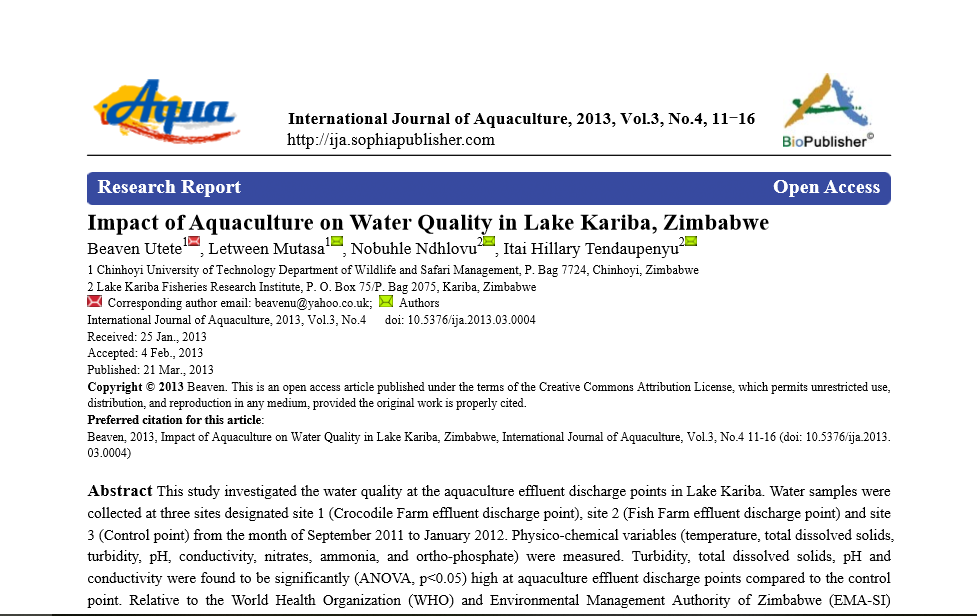 Aqua
International Journal of Aquaculture, 2013, Vol.3, No.4, 11−16
http://ija.sophiapublisher.com
BioPublisher©
Research Report Open Access
Impact of Aquaculture on Water Quality in Lake Kariba, Zimbabwe
Beaven Utete1, Letween Mutasa1, Nobuhle Ndhlovu2, Itai Hillary Tendaupenyu2
1 Chinhoyi University of Technology Department of Wildlife and Safari Management, P. Bag 7724, Chinhoyi, Zimbabwe
2 Lake Kariba Fisheries Research Institute, P. O. Box 75/P. Bag 2075, Kariba, Zimbabwe
Corresponding author email: beavenu@yahoo.co.uk; Authors
International Journal of Aquaculture, 2013, Vol.3, No.4 doi: 10.5376/ija.2013.03.0004
Received: 25 Jan., 2013
Accepted: 4 Feb., 2013
Published: 21 Mar., 2013
Copyright © 2013 Beaven. This is an open access article published under the terms of the Creative Commons Attribution License, which permits unrestricted use,
distribution, and reproduction in any medium, provided the original work is properly cited.
Preferred citation for this article:
Beaven, 2013, Impact of Aquaculture on Water Quality in Lake Kariba, Zimbabwe, International Journal of Aquaculture, Vol.3, No.4 11-16 (doi: 10.5376/ija.2013.
03.0004)
Abstract This study investigated the water quality at the aquaculture effluent discharge points in Lake Kariba. Water samples were
collected at three sites designated site 1 (Crocodile Farm effluent discharge point), site 2 (Fish Farm effluent discharge point) and site
3 (Control point) from the month of September 2011 to January 2012. Physico-chemical variables (temperature, total dissolved solids,
turbidity, pH, conductivity, nitrates, ammonia, and ortho-phosphate) were measured. Turbidity, total dissolved solids, pH and
conductivity were found to be significantly (ANOVA, p<0.05) high at aquaculture effluent discharge points compared to the control
point. Relative to the World Health Organization (WHO) and Environmental Management Authority of Zimbabwe (EMA-SI)